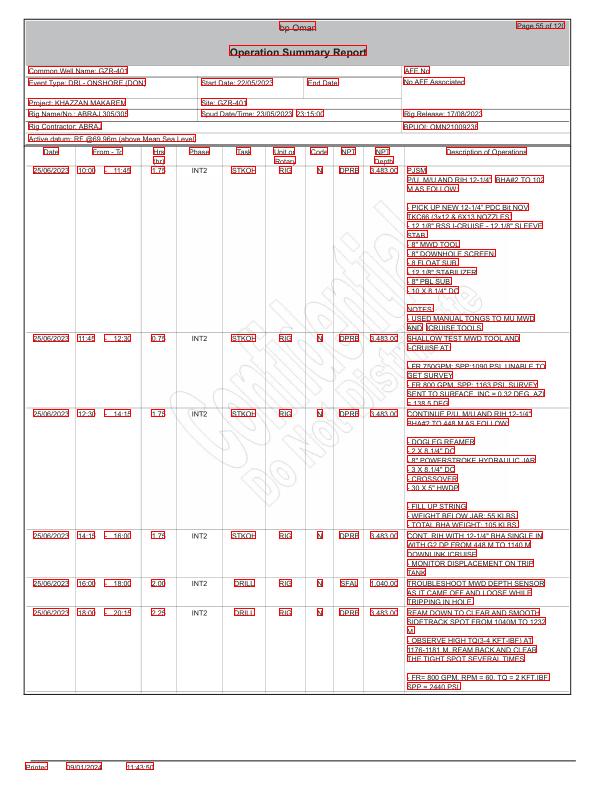 bp Oman
Page 55 of 120
Operation Summary Report
Common Well Name: GZR-401
AFE No
Event Type: DRL- ONSHORE (DON)
Start Date: 22/05/2023
End Date:
No AFE Associated
Project: KHAZZAN MAKAREM
Site: GZR-401
Rig Name/No.: ABRAJ 305/305
Spud Date/Time: 23/05/2023 23:15:00
Rig Release: 17/08/2023
Rig Contractor: ABRAJ
BPUOI: OMN21009236
Active datum: RF @69.96m (above Mean Sea Level)
Date
From - To
Hrs
(hr)
Phase
Task
Unit or
Rotary
Code
NPT
NPT
Depth
Description of Operations
25/06/2023 10:00 - 11:45 1.75 INT2 STKOH RIG N DPRB 3,483.00 PJSM
P/U, M/U AND RIH 12-1/4" BHA#2 TO 102
M AS FOLLOW:
- PICK UP NEW 12-1/4" PDC Bit NOV
TKC66 (3x12 & 6X13 NOZZLES)
- 12 1/8" RSS I-CRUISE - 12.1/8" SLEEVE
STAB
- 8" MWD TOOL
- 8" DOWNHOLE SCREEN
- 8 FLOAT SUB
- 12 1/8" STABILIZER
- 8" PBL SUB
- 10 X 8.1/4" DC
NOTES:
- USED MANUAL TONGS TO MU MWD
AND ICRUISE TOOLS
25/06/2023 11:45 - 12:30 0.75 INT2 STKOH RIG N DPRB 3,483.00 SHALLOW TEST MWD TOOL AND
I-CRUISE AT:
- FR 750GPM; SPP:1090 PSI, UNABLE TO
GET SURVEY
- FR 800 GPM, SPP: 1163 PSI, SURVEY
SENT TO SURFACE, INC = 0.32 DEG, AZI
= 138.5 DEG
25/06/2023 12:30 - 14:15 1.75 INT2 STKOH RIG N DPRB 3,483.00 CONTINUE P/U, M/U AND RIH 12-1/4"
BHA#2 TO 448 M AS FOLLOW:
- DOGLEG REAMER
- 2 X 8.1/4" DC
- 8" POWERSTROKE HYDRAULIC JAR
- 3 X 8.1/4" DC
- CROSSOVER
- 30 X 5" HWDP
- FILL UP STRING
- WEIGHT BELOW JAR: 55 KLBS
- TOTAL BHA WEIGHT: 105 KLBS
25/06/2023 14:15 - 16:00 1.75 INT2 STKOH RIG N DPRB 3,483.00 CONT. RIH WITH 12-1/4" BHA SINGLE IN
WITH G2 DP FROM 448 M TO 1140 M
DOWNLINK ICRUISE
- MONITOR DISPLACEMENT ON TRIP
TANK
25/06/2023 16:00 - 18:00 2.00 INT2 DRILL RIG N SFAL 1,040.00 TROUBLESHOOT MWD DEPTH SENSOR
AS IT CAME OFF AND LOOSE WHILE
TRIPPING IN HOLE
25/06/2023 18:00 - 20:15 2.25 INT2 DRILL RIG N DPRB 3,483.00 REAM DOWN TO CLEAR AND SMOOTH
SIDETRACK SPOT FROM 1040M TO 1232
M
- OBSERVE HIGH TQ(3-4 KFT-lBF) AT
1176-1181 M, REAM BACK AND CLEAR
THE TIGHT SPOT SEVERAL TIMES
- FR= 800 GPM, RPM = 60, TQ = 2 KFT.lBF,
SPP = 2440 PSI
Confidential
Do Not Distribute
Printed 09/01/2024 11:43:50